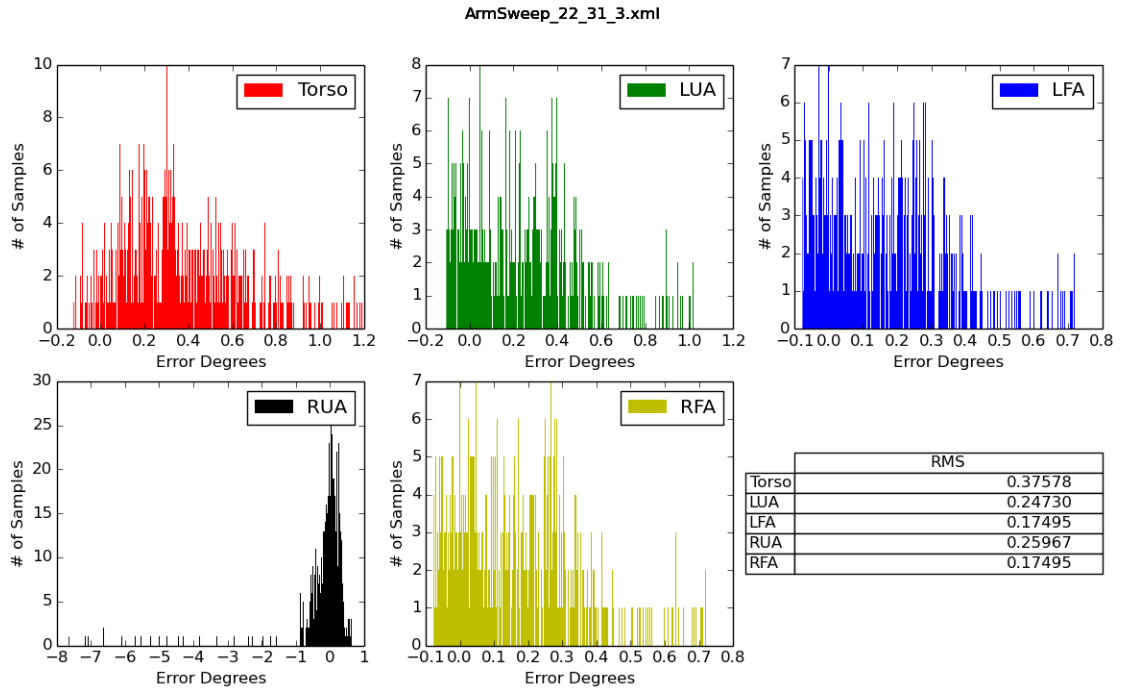 ArmSweep_22_31_3.xml
10
8
6
4
2
0
# of Samples
Torso
−0.2 0.0 0.2 0.4 0.6 0.8 1.0 1.2
Error Degrees
8
7
6
5
4
3
2
1
0
# of Samples
LUA
−0.2 0.0 0.2 0.4 0.6 0.8 1.0 1.2
Error Degrees
7
6
5
4
3
2
1
0
# of Samples
LFA
−0.1 0.0 0.1 0.2 0.3 0.4 0.5 0.6 0.7 0.8
Error Degrees
30
25
20
15
10
5
0
# of Samples
RUA
−8 −7 −6 −5 −4 −3 −2 −1 0 1
Error Degrees
7
6
5
4
3
2
1
0
# of Samples
RFA
−0.1 0.0 0.1 0.2 0.3 0.4 0.5 0.6 0.7 0.8
Error Degrees
RMS
Torso 0.37578
LUA 0.24730
LFA 0.17495
RUA 0.25967
RFA 0.17495